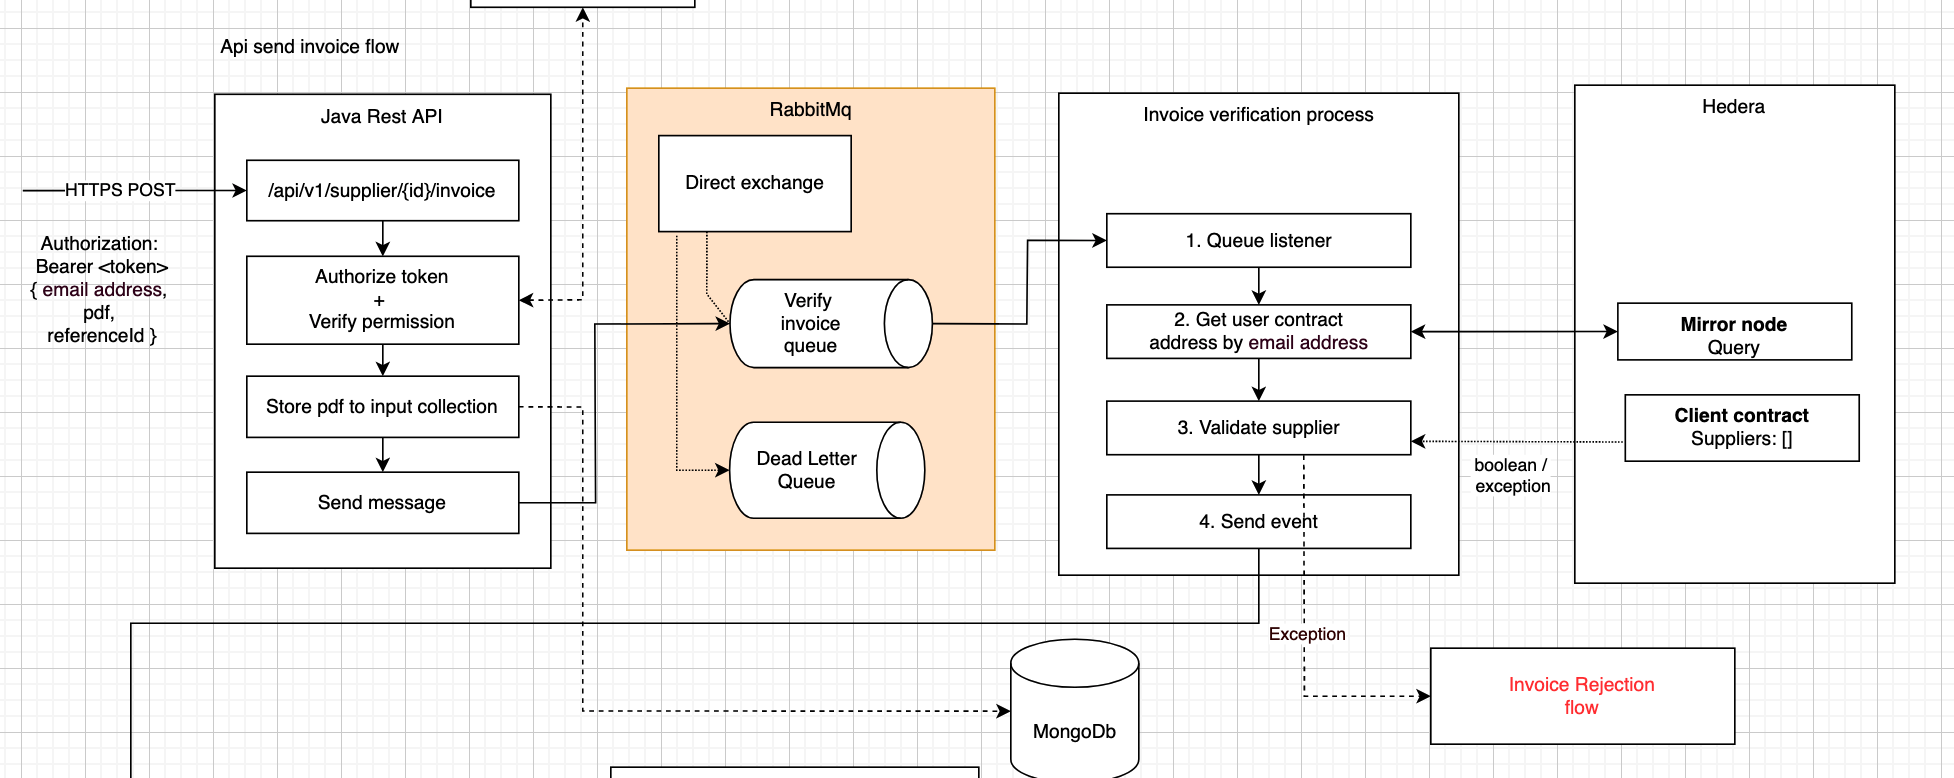 Api send invoice flow
HTTPS POST
Authorization:
Bearer <token>
{ email address,
pdf,
referenceId }
Java Rest API
/api/v1/supplier/{id}/invoice
Authorize token
+
Verify permission
Store pdf to input collection
Send message
RabbitMq
Direct exchange
Verify
invoice
queue
Dead Letter
Queue
Invoice verification process
1. Queue listener
2. Get user contract
address by email address
3. Validate supplier
4. Send event
Hedera
Mirror node
Query
Client contract
Suppliers: []
boolean /
exception
Exception
MongoDb
Invoice Rejection
flow